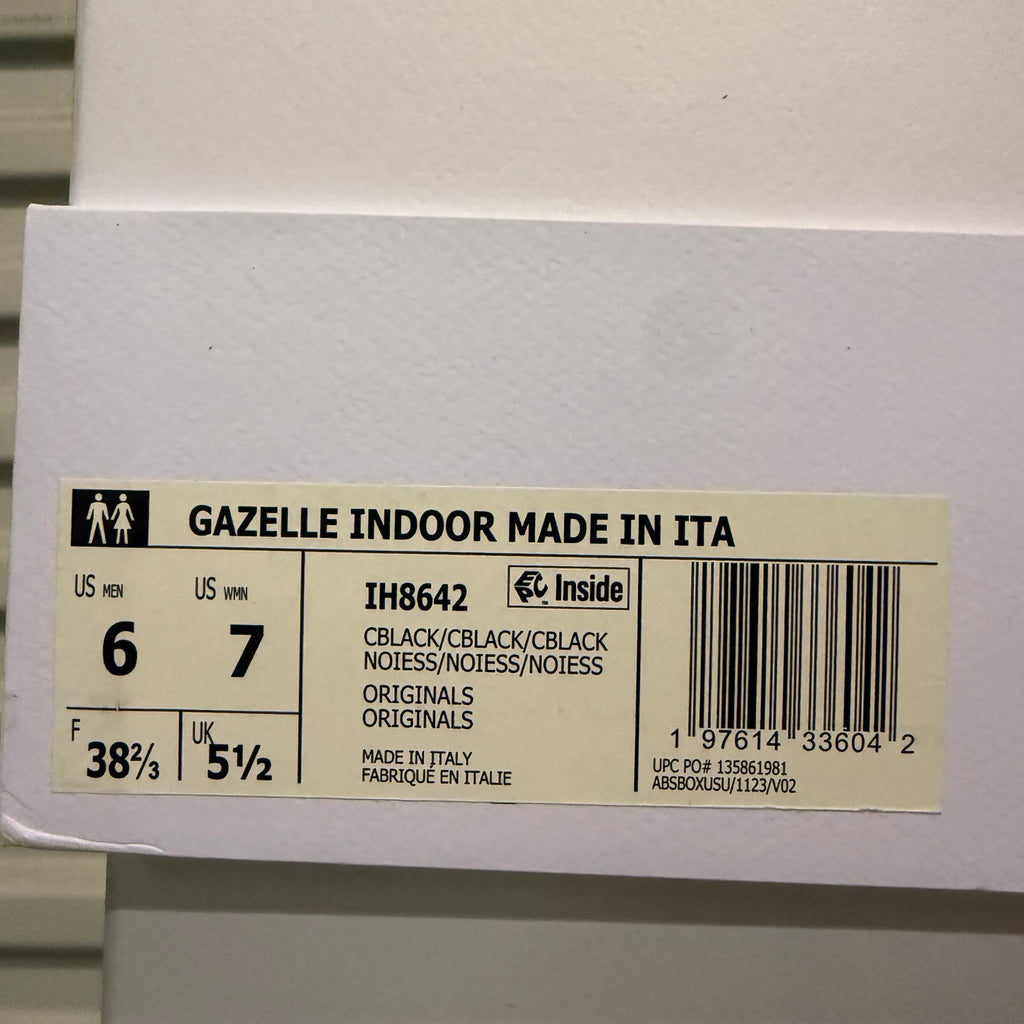 GAZELLE INDOOR MADE IN ITA
US MEN US WMN
6 7
F 38⅔ UK 5½
IH8642
Inside
CBLACK/CBLACK/CBLACK
NOIESS/NOIESS/NOIESS
ORIGINALS
ORIGINALS
MADE IN ITALY
FABRIQUÉ EN ITALIE
1 97614 33604 2
UPC PO# 135861981
ABSBOXUSU/1123/V02